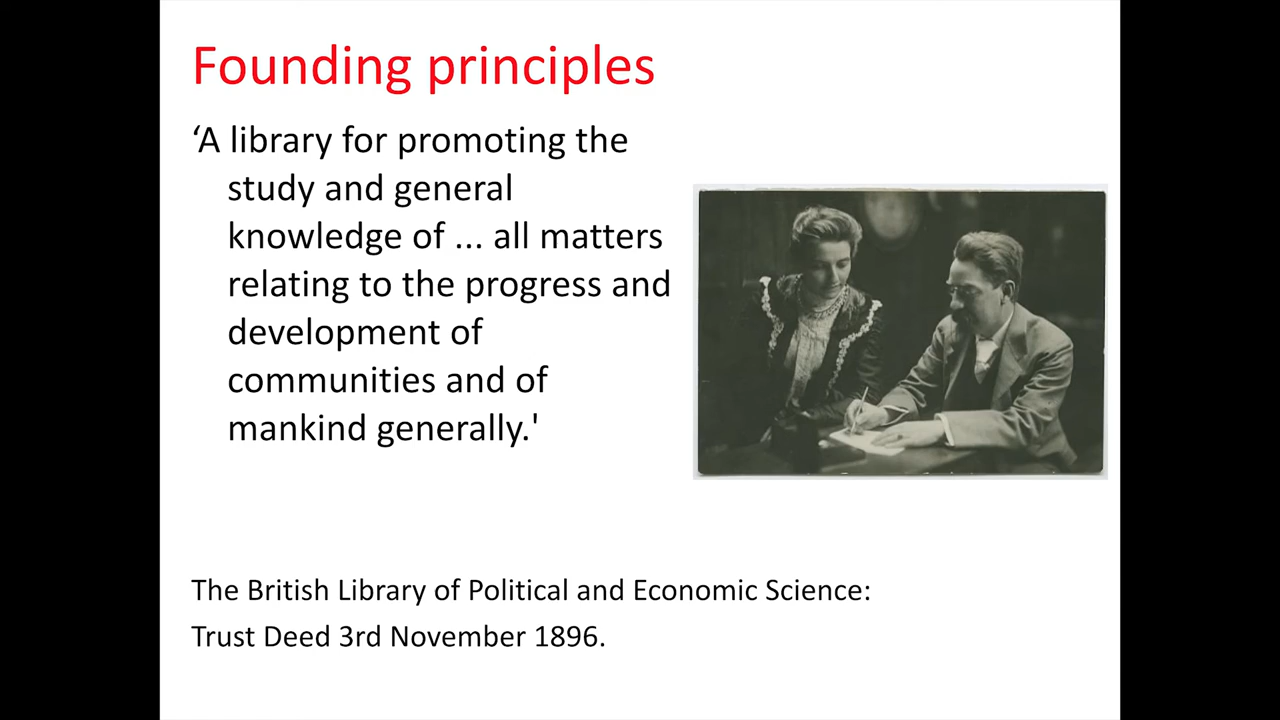 Founding principles
‘A library for promoting the
study and general
knowledge of ... all matters
relating to the progress and
development of
communities and of
mankind generally.'
The British Library of Political and Economic Science:
Trust Deed 3rd November 1896.